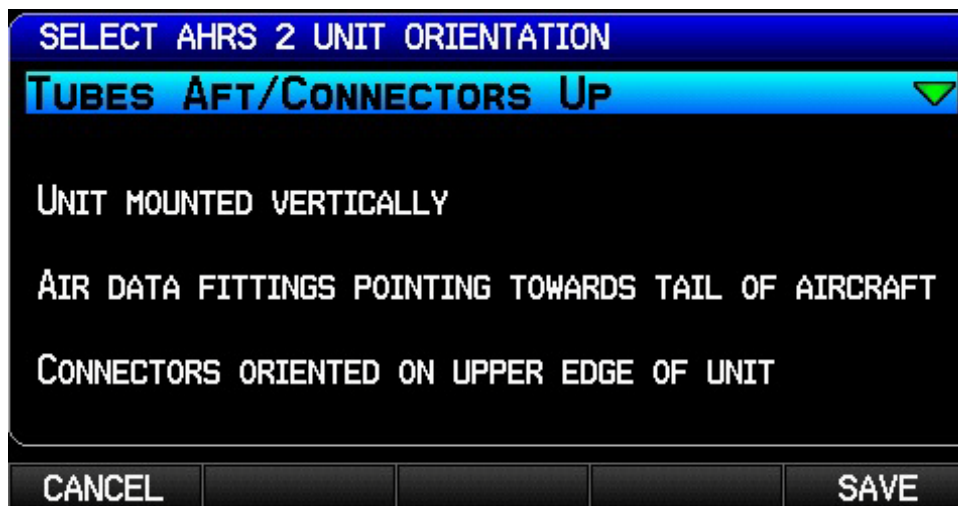 SELECT AHRS 2 UNIT ORIENTATION
TUBES AFT/CONNECTORS UP
UNIT MOUNTED VERTICALLY
AIR DATA FITTINGS POINTING TOWARDS TAIL OF AIRCRAFT
CONNECTORS ORIENTED ON UPPER EDGE OF UNIT
CANCEL SAVE